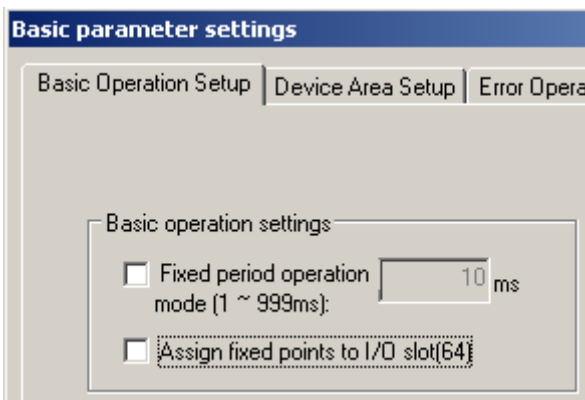 Basic parameter settings
Basic Operation Setup Device Area Setup Error Opera
Basic operation settings
Fixed period operation 10 ms
mode (1 ~ 999ms):
Assign fixed points to I/O slot(64)